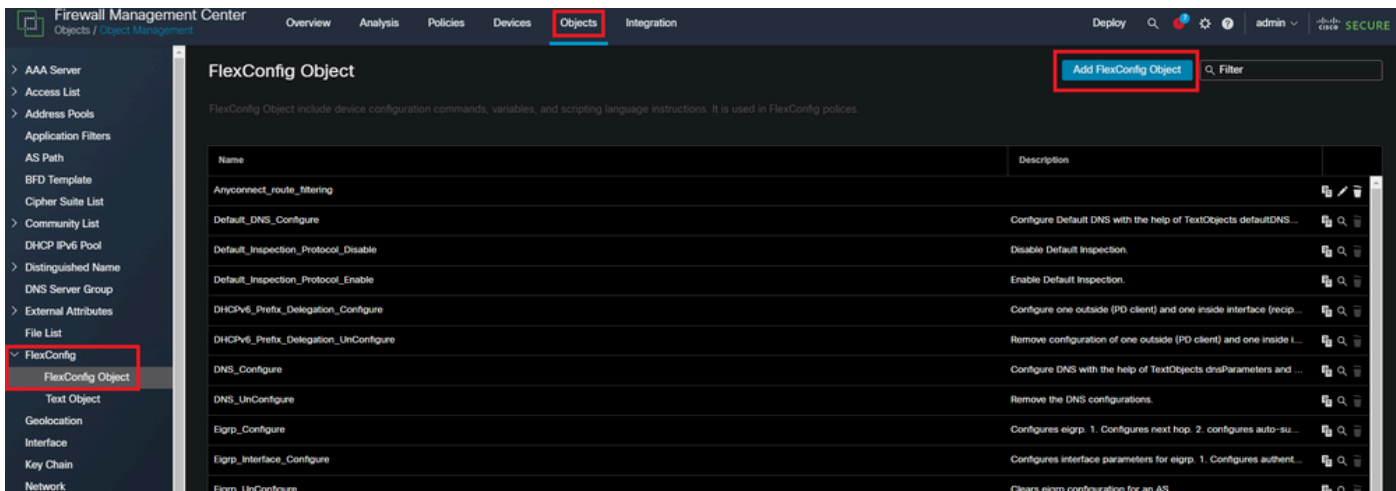 Firewall Management Center
Objects / Object Management
Overview Analysis Policies Devices Objects Integration Deploy admin cisco SECURE
AAA Server
Access List
Address Pools
Application Filters
AS Path
BFD Template
Cipher Suite List
Community List
DHCP IPv6 Pool
Distinguished Name
DNS Server Group
External Attributes
File List
FlexConfig
FlexConfig Object
Text Object
Geolocation
Interface
Key Chain
Network
FlexConfig Object
Add FlexConfig Object Filter
FlexConfig Object include device configuration commands, variables, and scripting language instructions. It is used in FlexConfig polices.
Name Description
Anyconnect_route_filtering
Default_DNS_Configure Configure Default DNS with the help of TextObjects defaultDNS...
Default_Inspection_Protocol_Disable Disable Default Inspection.
Default_Inspection_Protocol_Enable Enable Default Inspection.
DHCPv6_Prefix_Delegation_Configure Configure one outside (PD client) and one inside interface (recip...
DHCPv6_Prefix_Delegation_UnConfigure Remove configuration of one outside (PD client) and one inside i...
DNS_Configure Configure DNS with the help of TextObjects dnsParameters and ...
DNS_UnConfigure Remove the DNS configurations.
Eigrp_Configure Configures eigrp. 1. Configures next hop. 2. configures auto-su...
Eigrp_Interface_Configure Configures interface parameters for eigrp. 1. Configures authent...
Eigrp_UnConfigure Clears eigrp configuration for an AS